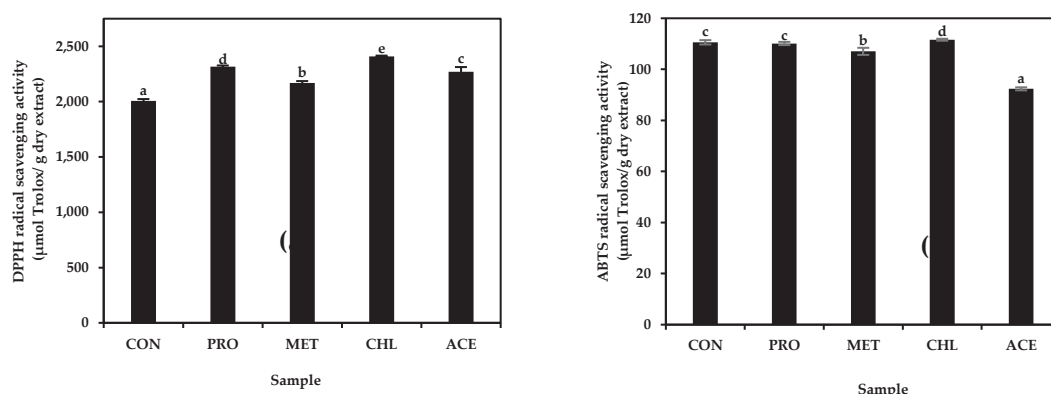 DPPH radical scavenging activity
(µmol Trolox/ g dry extract)
2,500
2,000
1,500
1,000
500
0
a
d
b
e
c
(
CON PRO MET CHL ACE
Sample
ABTS radical scavenging activity
(µmol Trolox/g dry extract)
120
100
80
60
40
20
0
c
c
b
d
a
(
CON PRO MET CHL ACE
Sample